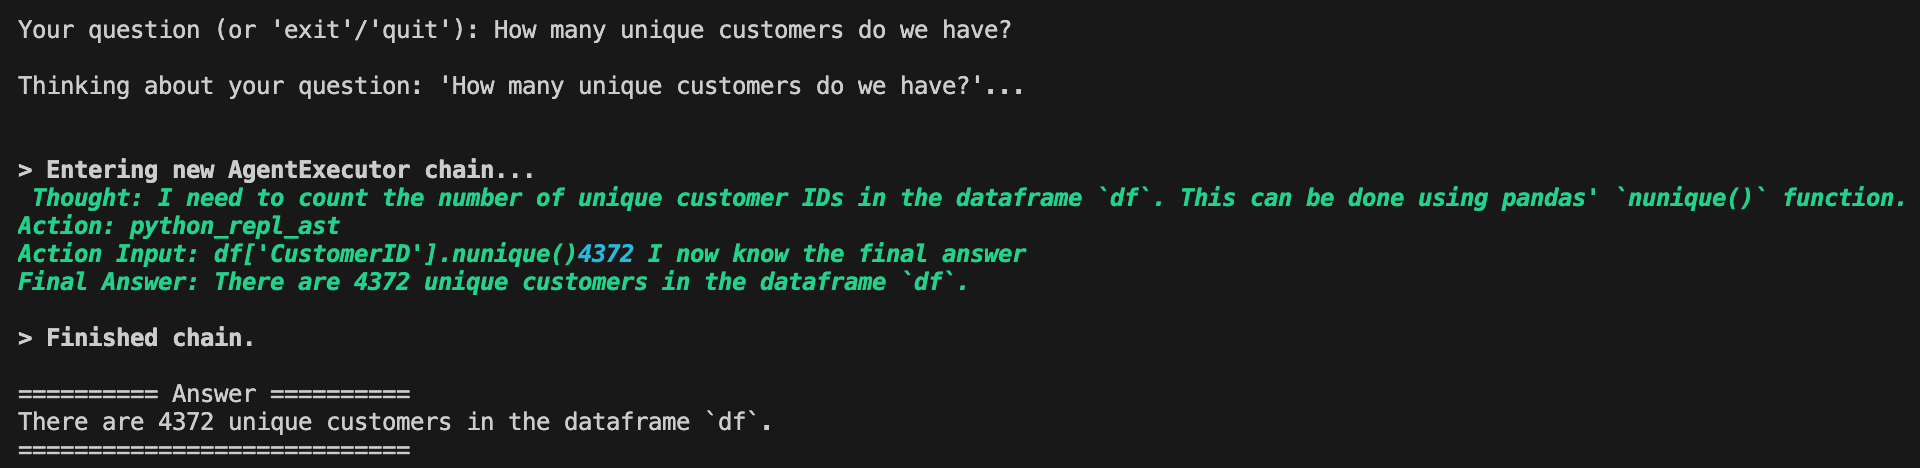 Your question (or 'exit'/'quit'): How many unique customers do we have?
Thinking about your question: 'How many unique customers do we have?'...
> Entering new AgentExecutor chain...
Thought: I need to count the number of unique customer IDs in the dataframe `df`. This can be done using pandas' `nunique()` function.
Action: python_repl_ast
Action Input: df['CustomerID'].nunique()4372 I now know the final answer
Final Answer: There are 4372 unique customers in the dataframe `df`.
> Finished chain.
========== Answer ==========
There are 4372 unique customers in the dataframe `df`.
============================